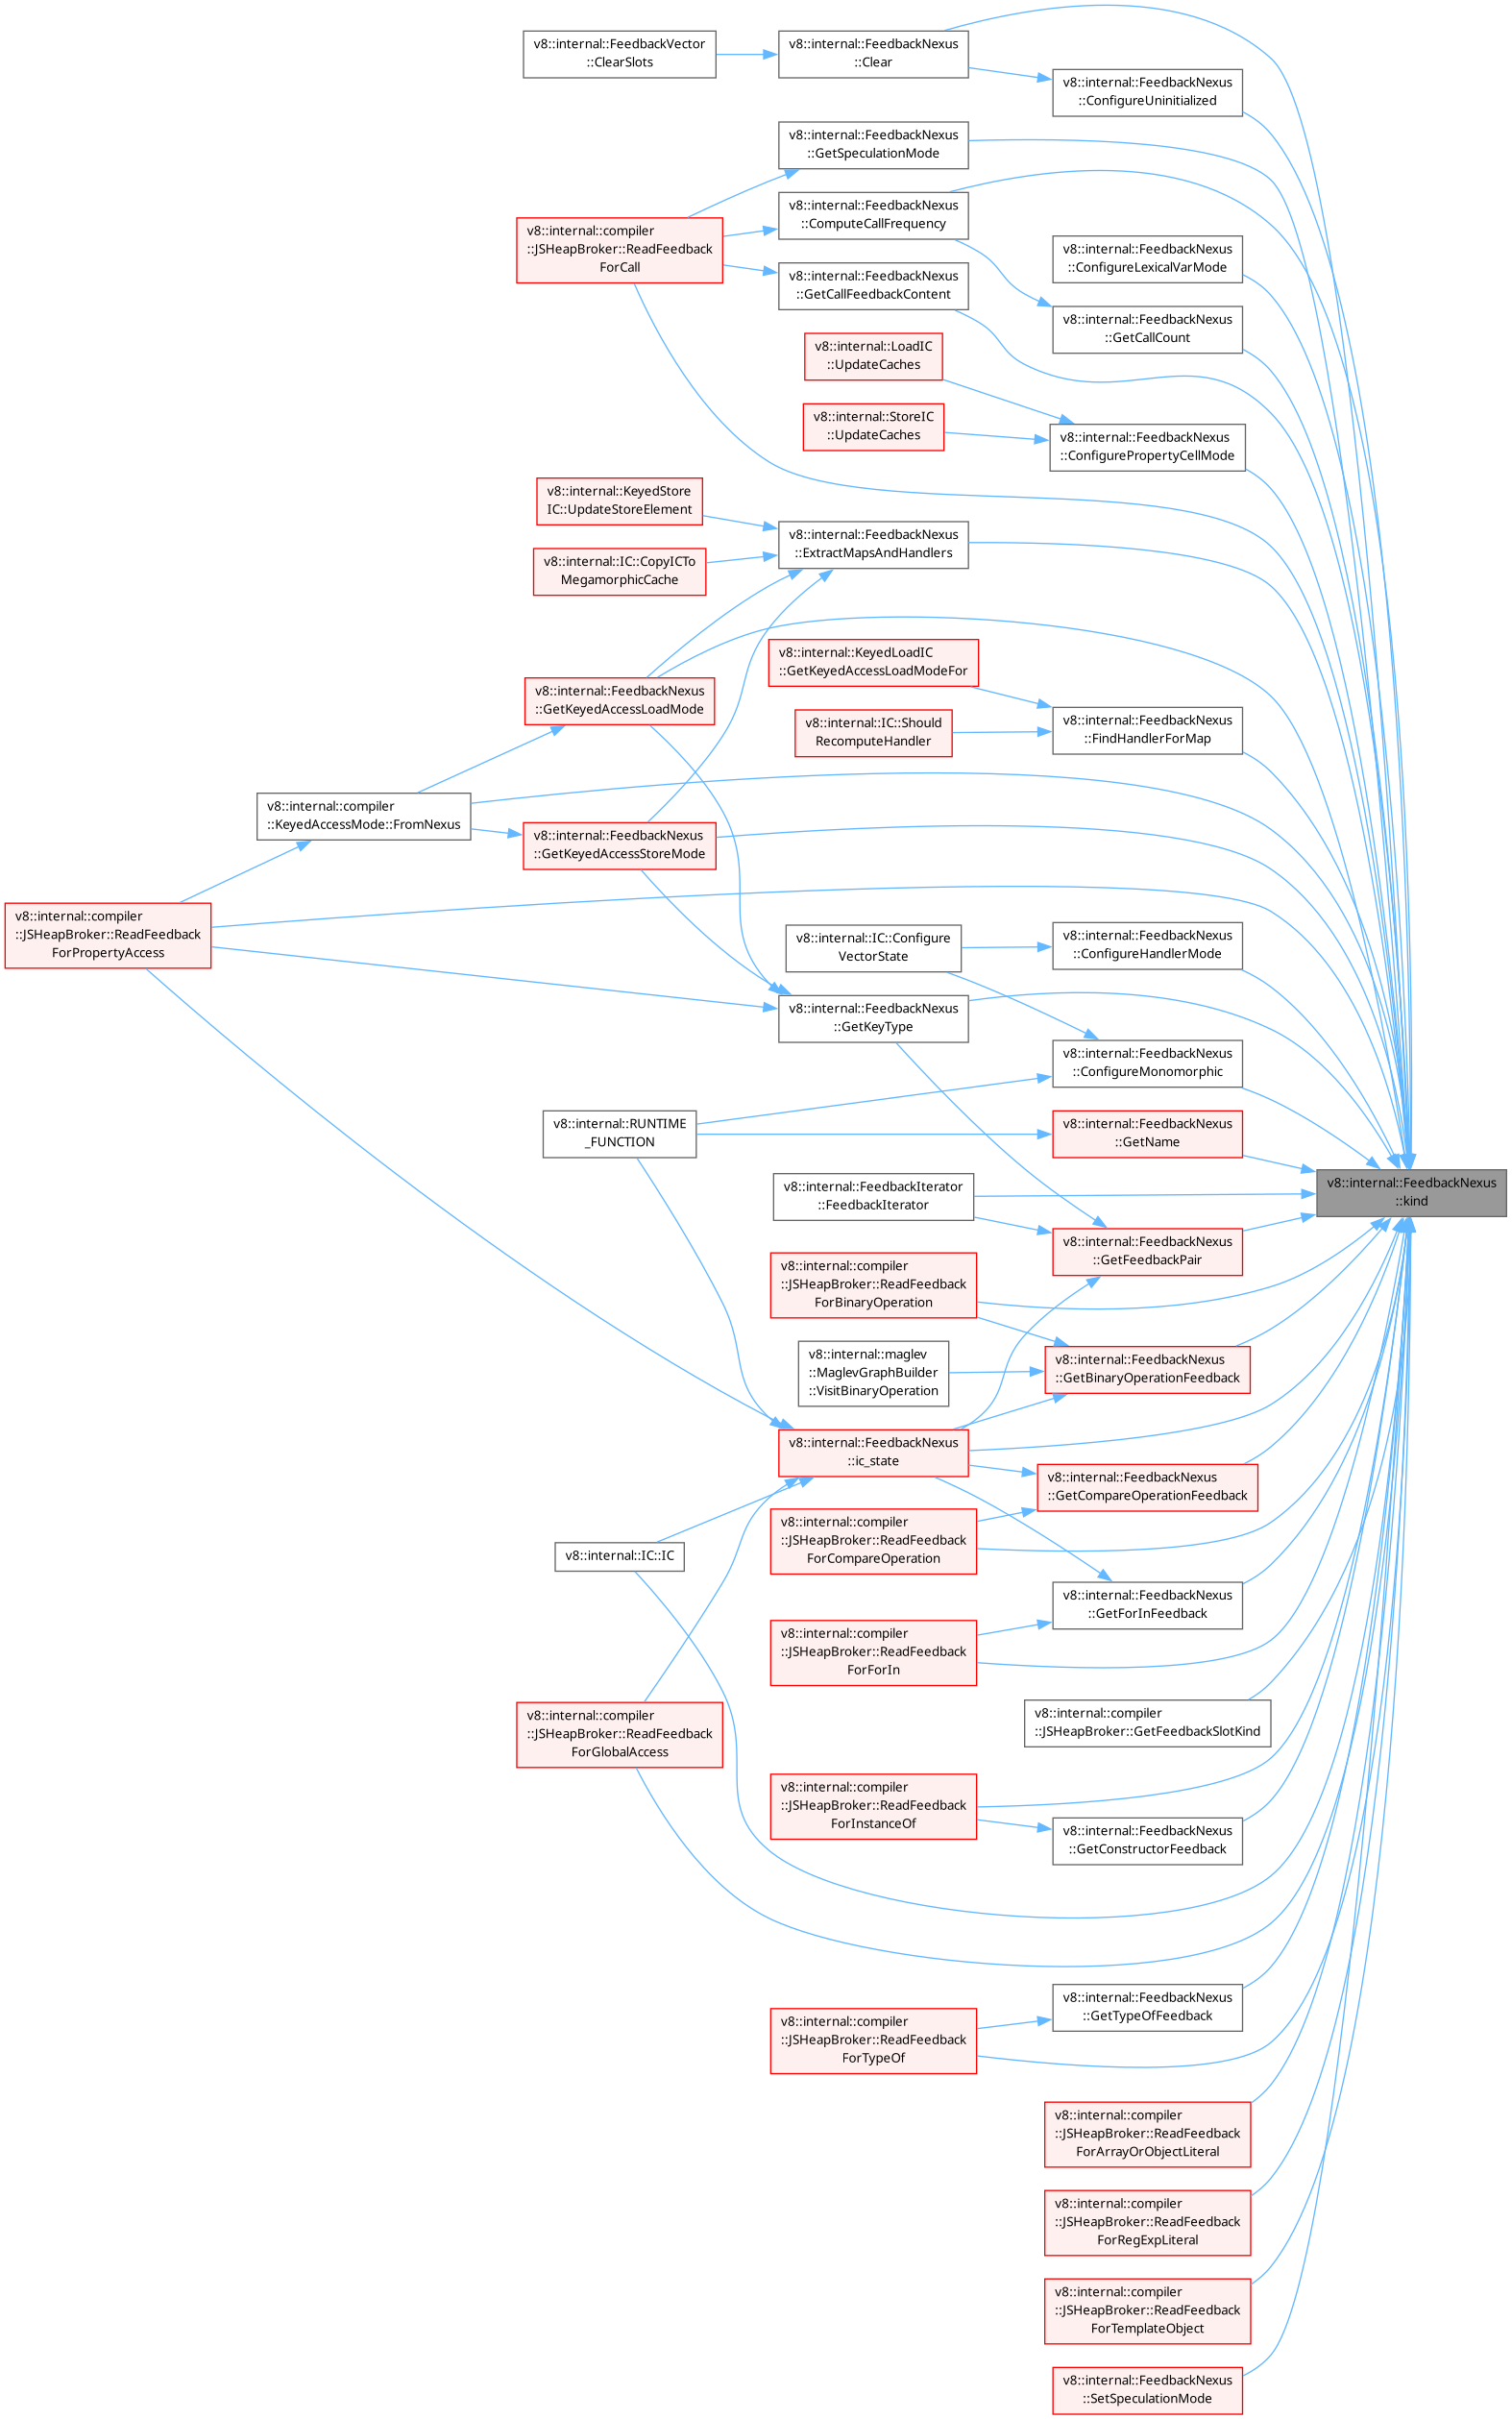 v8::internal::FeedbackVector
::ClearSlots
v8::internal::FeedbackNexus
::Clear
v8::internal::FeedbackNexus
::ConfigureUninitialized
v8::internal::FeedbackNexus
::GetSpeculationMode
v8::internal::FeedbackNexus
::ComputeCallFrequency
v8::internal::compiler
::JSHeapBroker::ReadFeedback
ForCall
v8::internal::FeedbackNexus
::ConfigureLexicalVarMode
v8::internal::FeedbackNexus
::GetCallFeedbackContent
v8::internal::FeedbackNexus
::GetCallCount
v8::internal::LoadIC
::UpdateCaches
v8::internal::StoreIC
::UpdateCaches
v8::internal::FeedbackNexus
::ConfigurePropertyCellMode
v8::internal::KeyedStore
IC::UpdateStoreElement
v8::internal::FeedbackNexus
::ExtractMapsAndHandlers
v8::internal::IC::CopyICTo
MegamorphicCache
v8::internal::KeyedLoadIC
::GetKeyedAccessLoadModeFor
v8::internal::FeedbackNexus
::GetKeyedAccessLoadMode
v8::internal::IC::Should
RecomputeHandler
v8::internal::FeedbackNexus
::FindHandlerForMap
v8::internal::compiler
::KeyedAccessMode::FromNexus
v8::internal::FeedbackNexus
::GetKeyedAccessStoreMode
v8::internal::compiler
::JSHeapBroker::ReadFeedback
ForPropertyAccess
v8::internal::IC::Configure
VectorState
v8::internal::FeedbackNexus
::ConfigureHandlerMode
v8::internal::FeedbackNexus
::GetKeyType
v8::internal::FeedbackNexus
::ConfigureMonomorphic
v8::internal::RUNTIME
_FUNCTION
v8::internal::FeedbackNexus
::GetName
v8::internal::FeedbackNexus
::kind
v8::internal::FeedbackIterator
::FeedbackIterator
v8::internal::FeedbackNexus
::GetFeedbackPair
v8::internal::compiler
::JSHeapBroker::ReadFeedback
ForBinaryOperation
v8::internal::maglev
::MaglevGraphBuilder
::VisitBinaryOperation
v8::internal::FeedbackNexus
::GetBinaryOperationFeedback
v8::internal::FeedbackNexus
::ic_state
v8::internal::FeedbackNexus
::GetCompareOperationFeedback
v8::internal::IC::IC
v8::internal::compiler
::JSHeapBroker::ReadFeedback
ForCompareOperation
v8::internal::FeedbackNexus
::GetForInFeedback
v8::internal::compiler
::JSHeapBroker::ReadFeedback
ForForIn
v8::internal::compiler
::JSHeapBroker::ReadFeedback
ForGlobalAccess
v8::internal::compiler
::JSHeapBroker::GetFeedbackSlotKind
v8::internal::compiler
::JSHeapBroker::ReadFeedback
ForInstanceOf
v8::internal::FeedbackNexus
::GetConstructorFeedback
v8::internal::FeedbackNexus
::GetTypeOfFeedback
v8::internal::compiler
::JSHeapBroker::ReadFeedback
ForTypeOf
v8::internal::compiler
::JSHeapBroker::ReadFeedback
ForArrayOrObjectLiteral
v8::internal::compiler
::JSHeapBroker::ReadFeedback
ForRegExpLiteral
v8::internal::compiler
::JSHeapBroker::ReadFeedback
ForTemplateObject
v8::internal::FeedbackNexus
::SetSpeculationMode